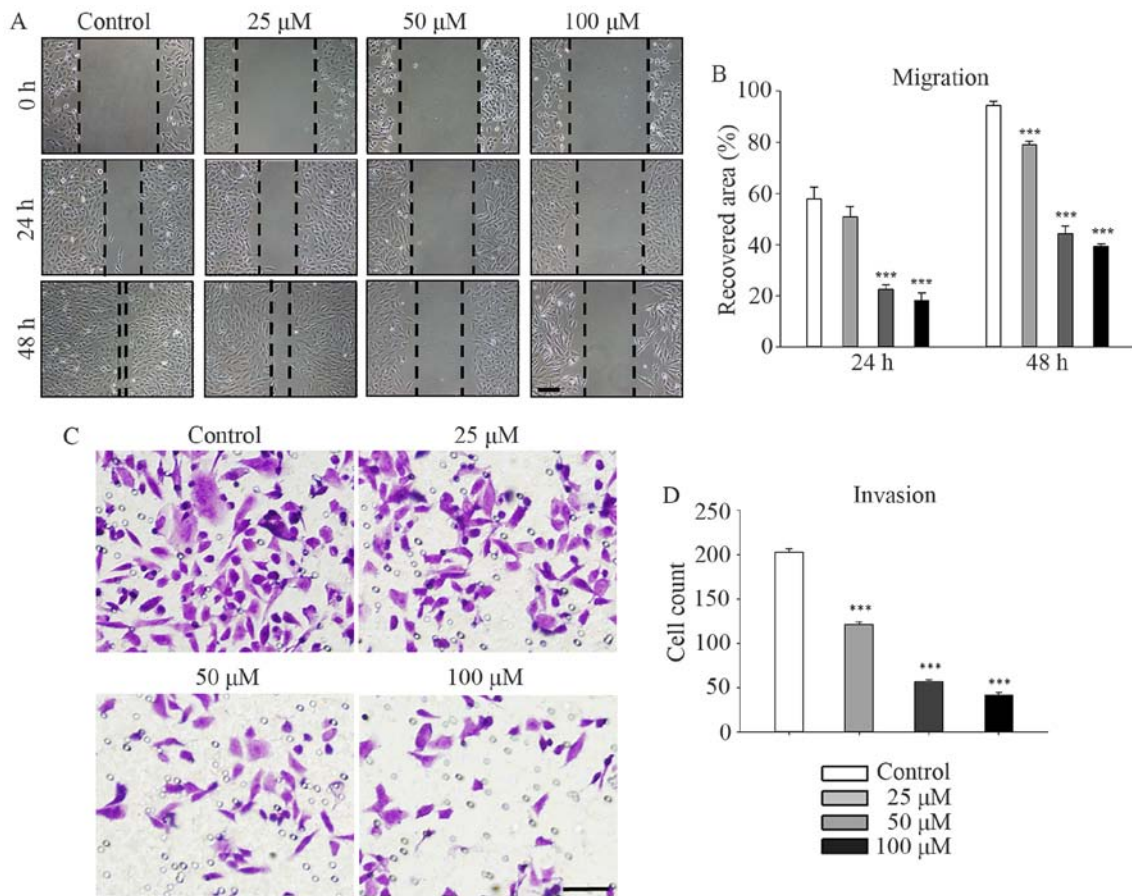 A
Control
25 μM
50 μM
100 μM
0 h
24 h
48 h
B
Migration
Recovered area (%)
100
80
60
40
20
0
***
***
***
***
***
24 h
48 h
C
Control
25 μM
50 μM
100 μM
D
Invasion
Cell count
250
200
150
100
50
0
***
***
***
Control
25 μM
50 μM
100 μM